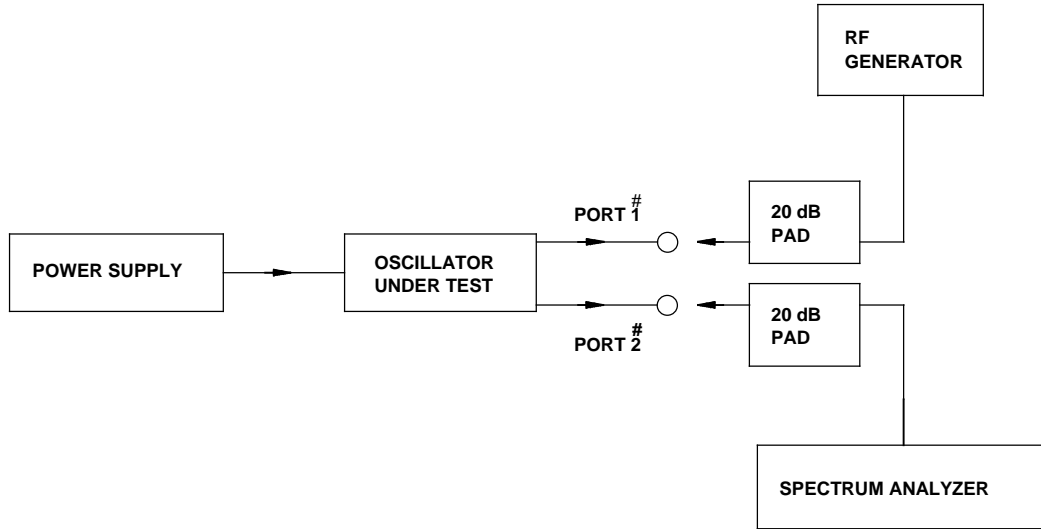 RF
GENERATOR
#
PORT 1
20 dB
PAD
POWER SUPPLY
OSCILLATOR
UNDER TEST
20 dB
PAD
#
PORT 2
SPECTRUM ANALYZER